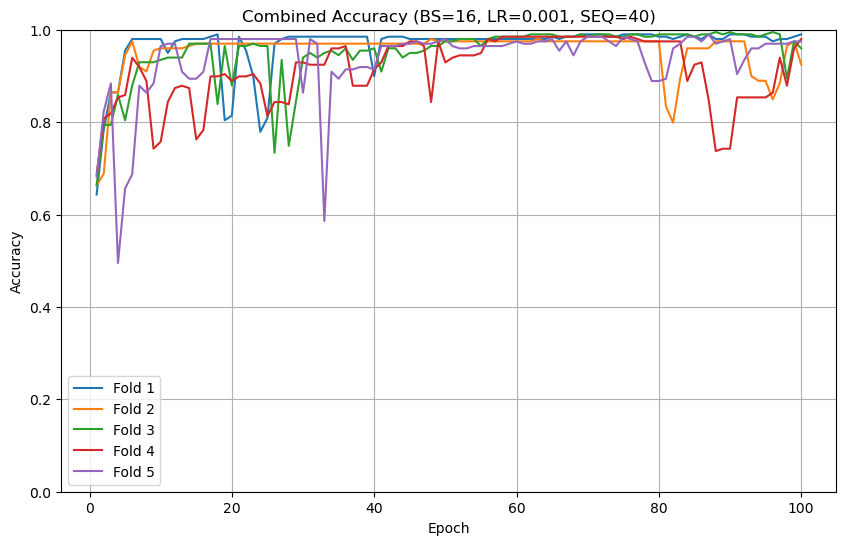 Combined Accuracy (BS=16, LR=0.001, SEQ=40)
1.0
0.8
0.6
0.4
0.2
0.0
Accuracy
Fold 1
Fold 2
Fold 3
Fold 4
Fold 5
0 20 40 60 80 100
Epoch